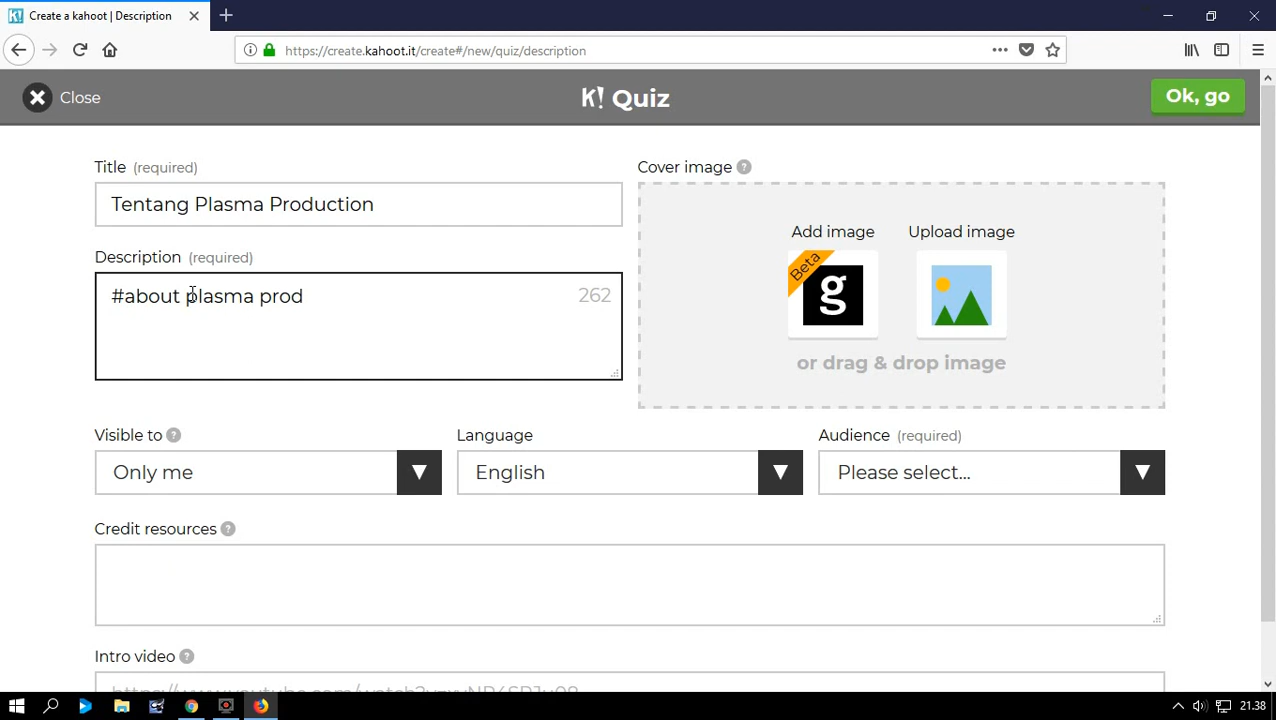 Create a kahoot | Description
https://create.kahoot.it/create#/new/quiz/description
Close
K! Quiz
Ok, go
Title (required)
Tentang Plasma Production
Description (required)
#about plasma prod
262
Cover image ?
Add image
Upload image
Beta
g
or drag & drop image
Visible to ?
Language
Audience (required)
Only me
English
Please select...
Credit resources ?
Intro video ?
21.38